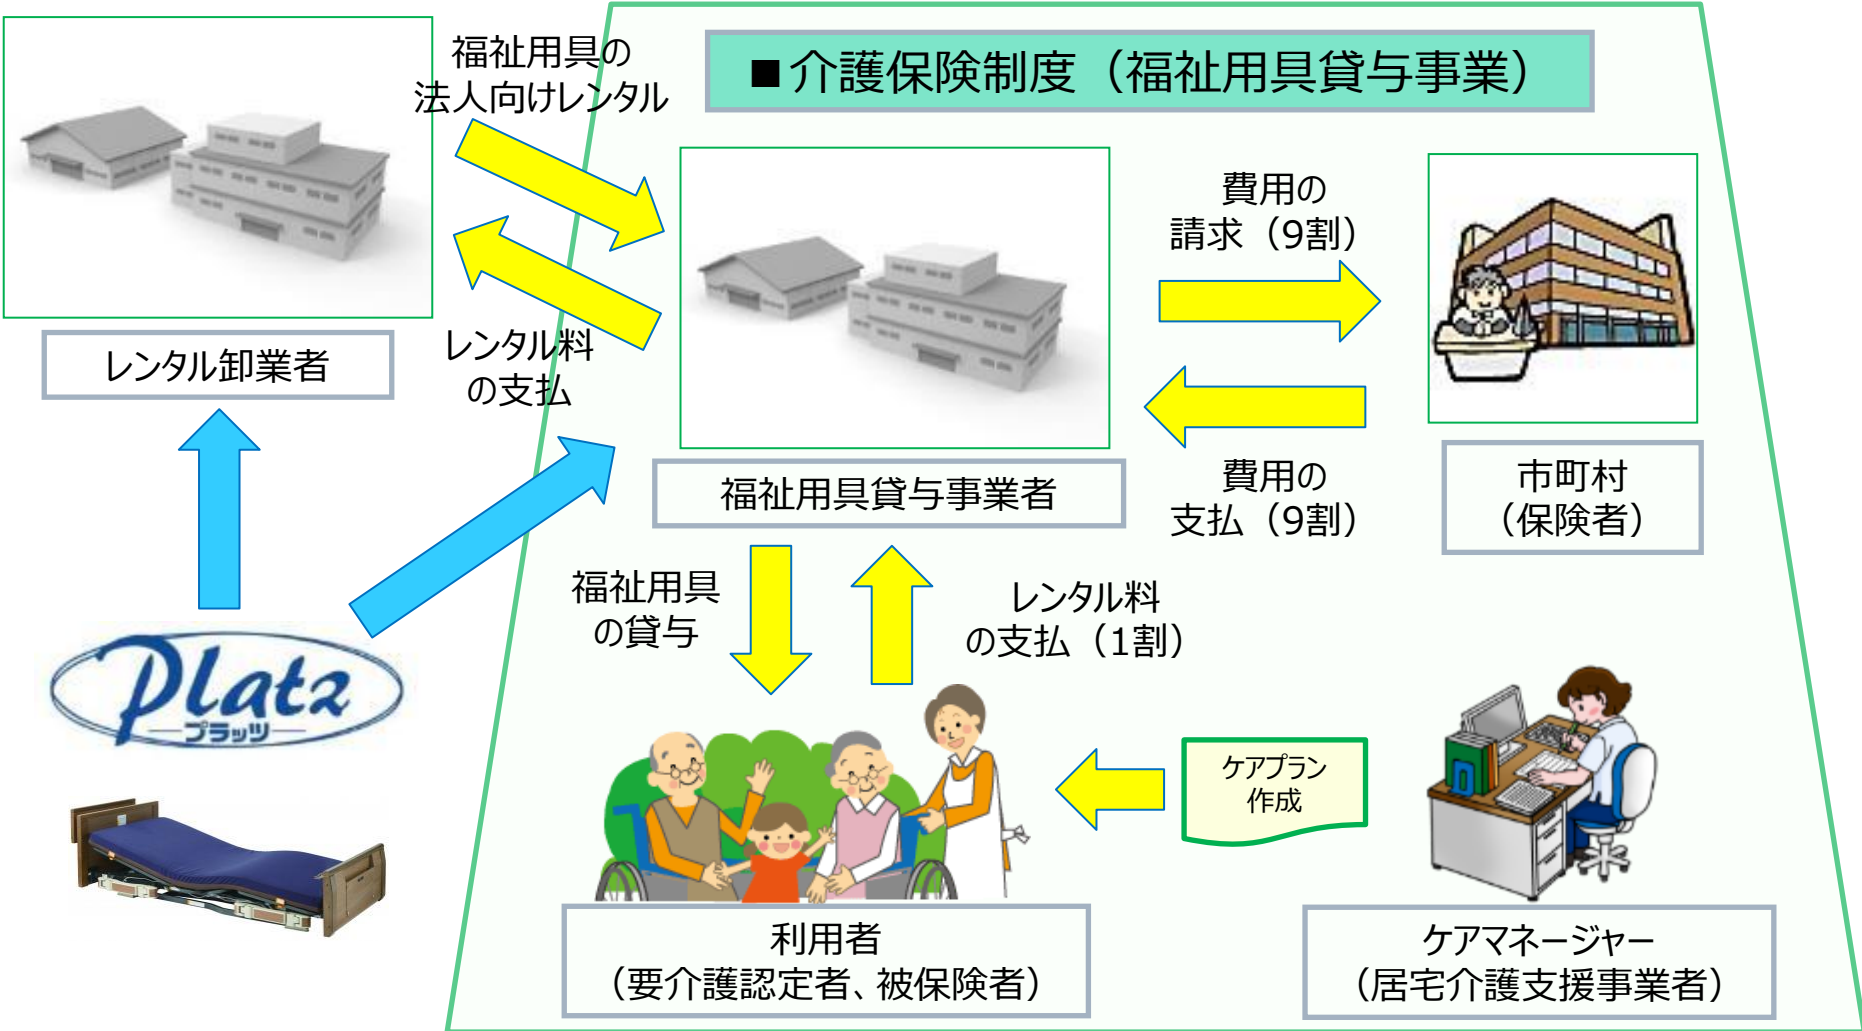 ■介護保険制度（福祉用具貸与事業）
福祉用具の
法人向けレンタル
レンタル卸業者
レンタル料
の支払
福祉用具貸与事業者
費用の
請求（9割）
費用の
支払（9割）
市町村
（保険者）
福祉用具
の貸与
レンタル料
の支払（1割）
Platz
プラッツ
ケアプラン
作成
利用者
（要介護認定者、被保険者）
ケアマネージャー
（居宅介護支援事業者）